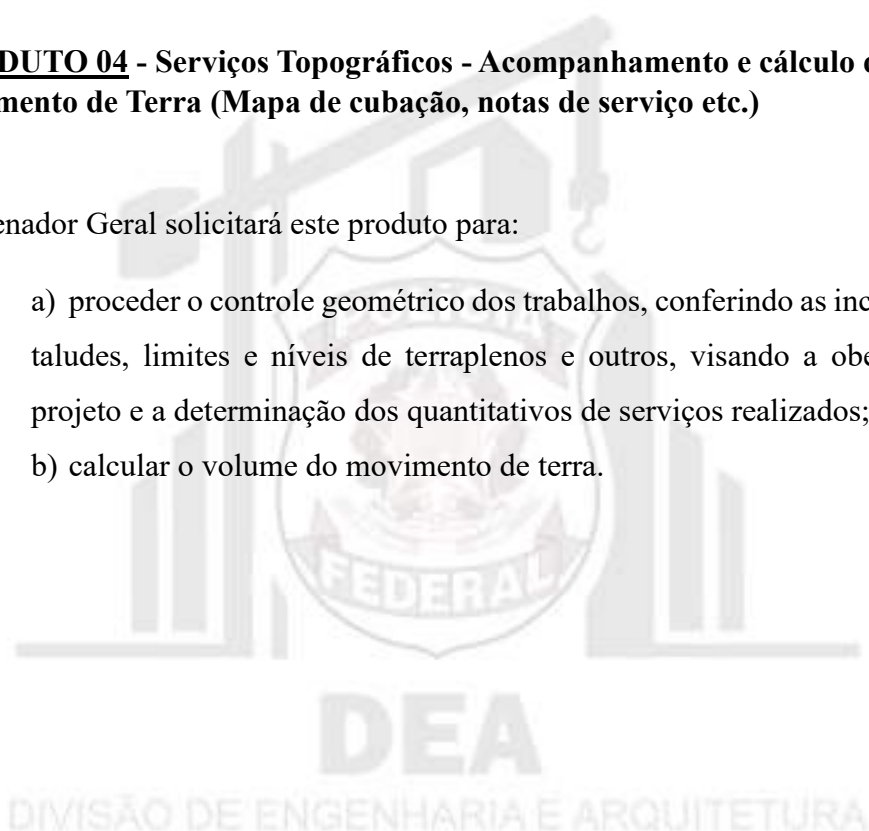 DUTO 04 - Serviços Topográficos - Acompanhamento e cálculo
mento de Terra (Mapa de cubação, notas de serviço etc.)
enador Geral solicitará este produto para:
a) proceder o controle geométrico dos trabalhos, conferindo as inc
taludes, limites e níveis de terraplenos e outros, visando a obe
projeto e a determinação dos quantitativos de serviços realizados;
b) calcular o volume do movimento de terra.
FEDERAL
DEA
DIVISÃO DE ENGENHARIA E ARQUITETURA